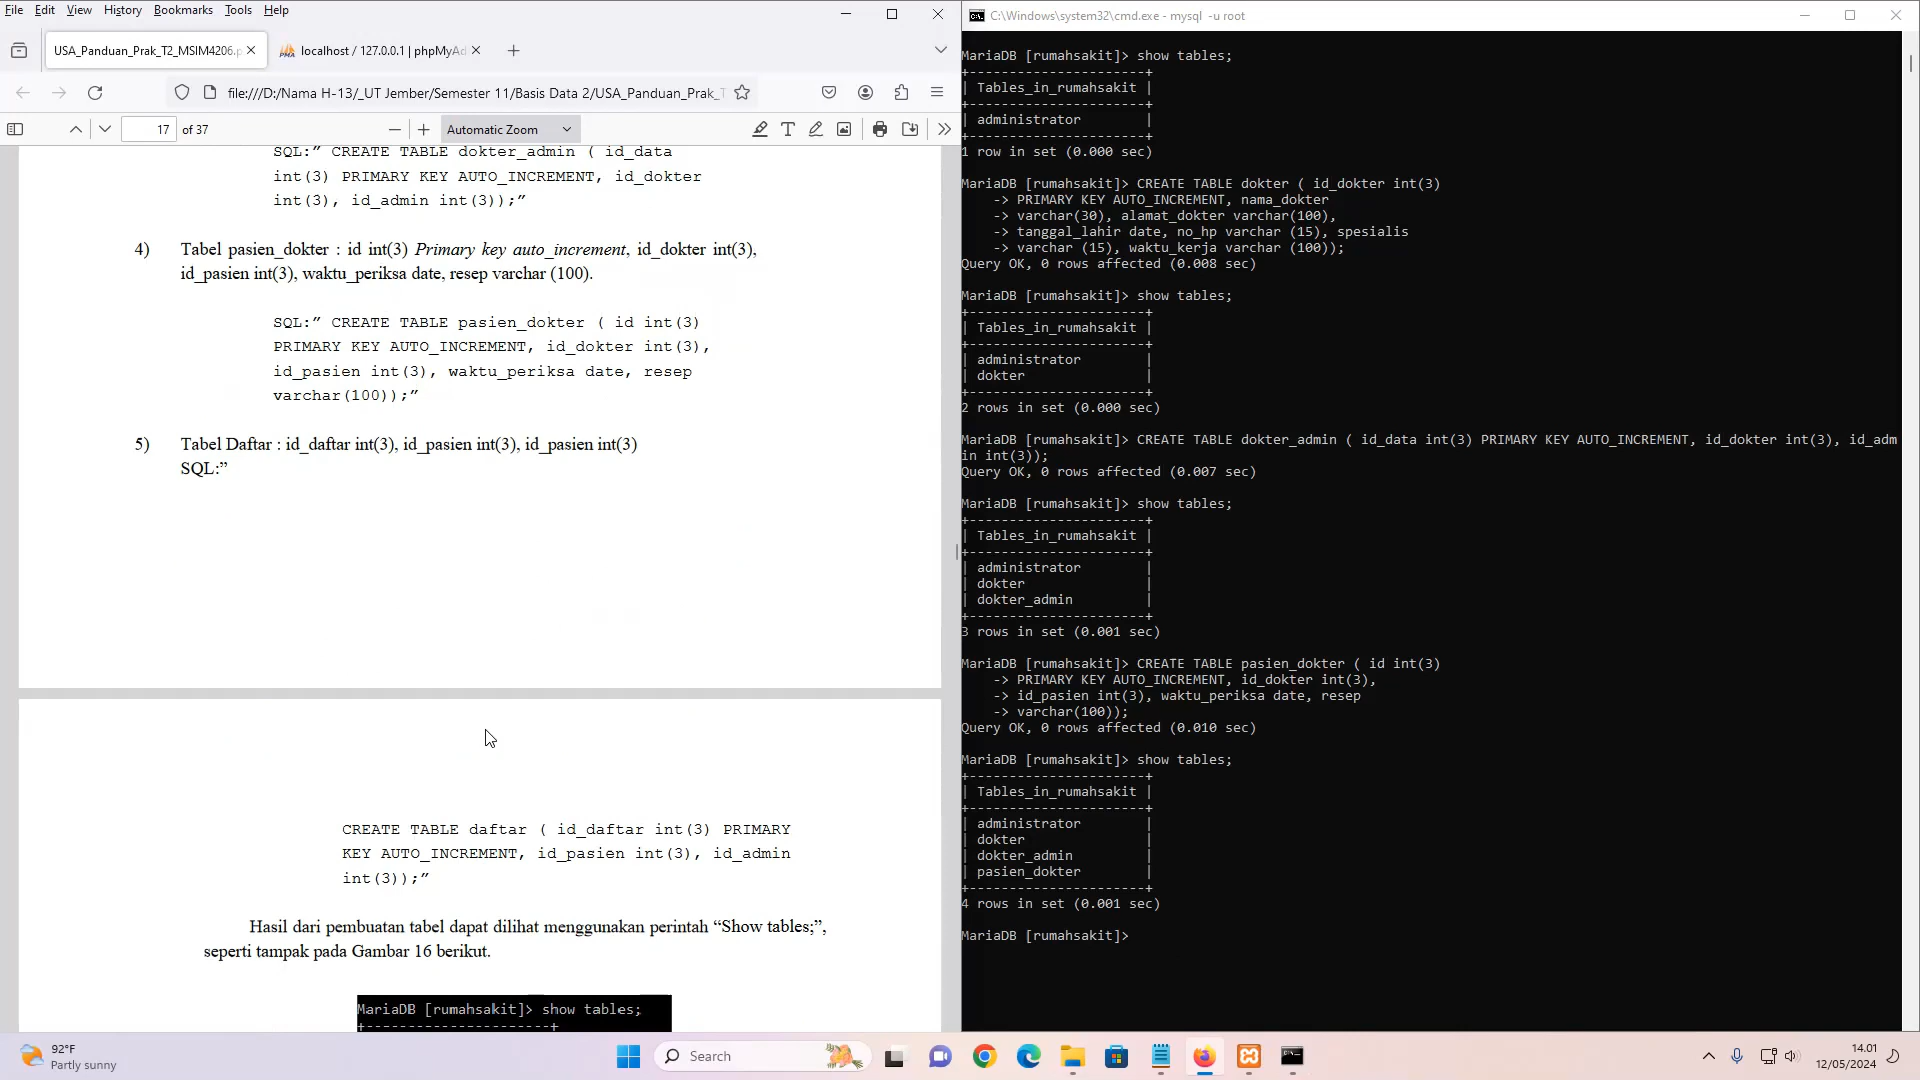 File Edit View History Bookmarks Tools Help
USA_Panduan_Prak_T2_MSIM4206.p
localhost / 127.0.0.1 | phpMyAd
file:///D:/Nama H-13/_UT Jember/Semester 11/Basis Data 2/USA_Panduan_Prak_T
17 of 37
Automatic Zoom
SQL:” CREATE TABLE dokter_admin ( id_data
int(3) PRIMARY KEY AUTO_INCREMENT, id_dokter
int(3), id_admin int(3));”
4) Tabel pasien_dokter : id int(3) Primary key auto_increment, id_dokter int(3),
id_pasien int(3), waktu_periksa date, resep varchar (100).
SQL:” CREATE TABLE pasien_dokter ( id int(3)
PRIMARY KEY AUTO_INCREMENT, id_dokter int(3),
id_pasien int(3), waktu_periksa date, resep
varchar(100));”
5) Tabel Daftar : id_daftar int(3), id_pasien int(3), id_pasien int(3)
SQL:”
CREATE TABLE daftar ( id_daftar int(3) PRIMARY
KEY AUTO_INCREMENT, id_pasien int(3), id_admin
int(3));”
Hasil dari pembuatan tabel dapat dilihat menggunakan perintah “Show tables;”,
seperti tampak pada Gambar 16 berikut.
MariaDB [rumahsakit]> show tables;
+----------------------+
C:\Windows\system32\cmd.exe - mysql -u root
MariaDB [rumahsakit]> show tables;
+----------------------+
| Tables_in_rumahsakit |
+----------------------+
| administrator        |
+----------------------+
1 row in set (0.000 sec)
MariaDB [rumahsakit]> CREATE TABLE dokter ( id_dokter int(3)
-> PRIMARY KEY AUTO_INCREMENT, nama_dokter
-> varchar(30), alamat_dokter varchar(100),
-> tanggal_lahir date, no_hp varchar (15), spesialis
-> varchar (15), waktu_kerja varchar (100));
Query OK, 0 rows affected (0.008 sec)
MariaDB [rumahsakit]> show tables;
+----------------------+
| Tables_in_rumahsakit |
+----------------------+
| administrator        |
| dokter               |
+----------------------+
2 rows in set (0.000 sec)
MariaDB [rumahsakit]> CREATE TABLE dokter_admin ( id_data int(3) PRIMARY KEY AUTO_INCREMENT, id_dokter int(3), id_adm
in int(3));
Query OK, 0 rows affected (0.007 sec)
MariaDB [rumahsakit]> show tables;
+----------------------+
| Tables_in_rumahsakit |
+----------------------+
| administrator        |
| dokter               |
| dokter_admin         |
+----------------------+
3 rows in set (0.001 sec)
MariaDB [rumahsakit]> CREATE TABLE pasien_dokter ( id int(3)
-> PRIMARY KEY AUTO_INCREMENT, id_dokter int(3),
-> id_pasien int(3), waktu_periksa date, resep
-> varchar(100));
Query OK, 0 rows affected (0.010 sec)
MariaDB [rumahsakit]> show tables;
+----------------------+
| Tables_in_rumahsakit |
+----------------------+
| administrator        |
| dokter               |
| dokter_admin         |
| pasien_dokter        |
+----------------------+
4 rows in set (0.001 sec)
MariaDB [rumahsakit]>
92°F
Partly sunny
Search
14.01
12/05/2024